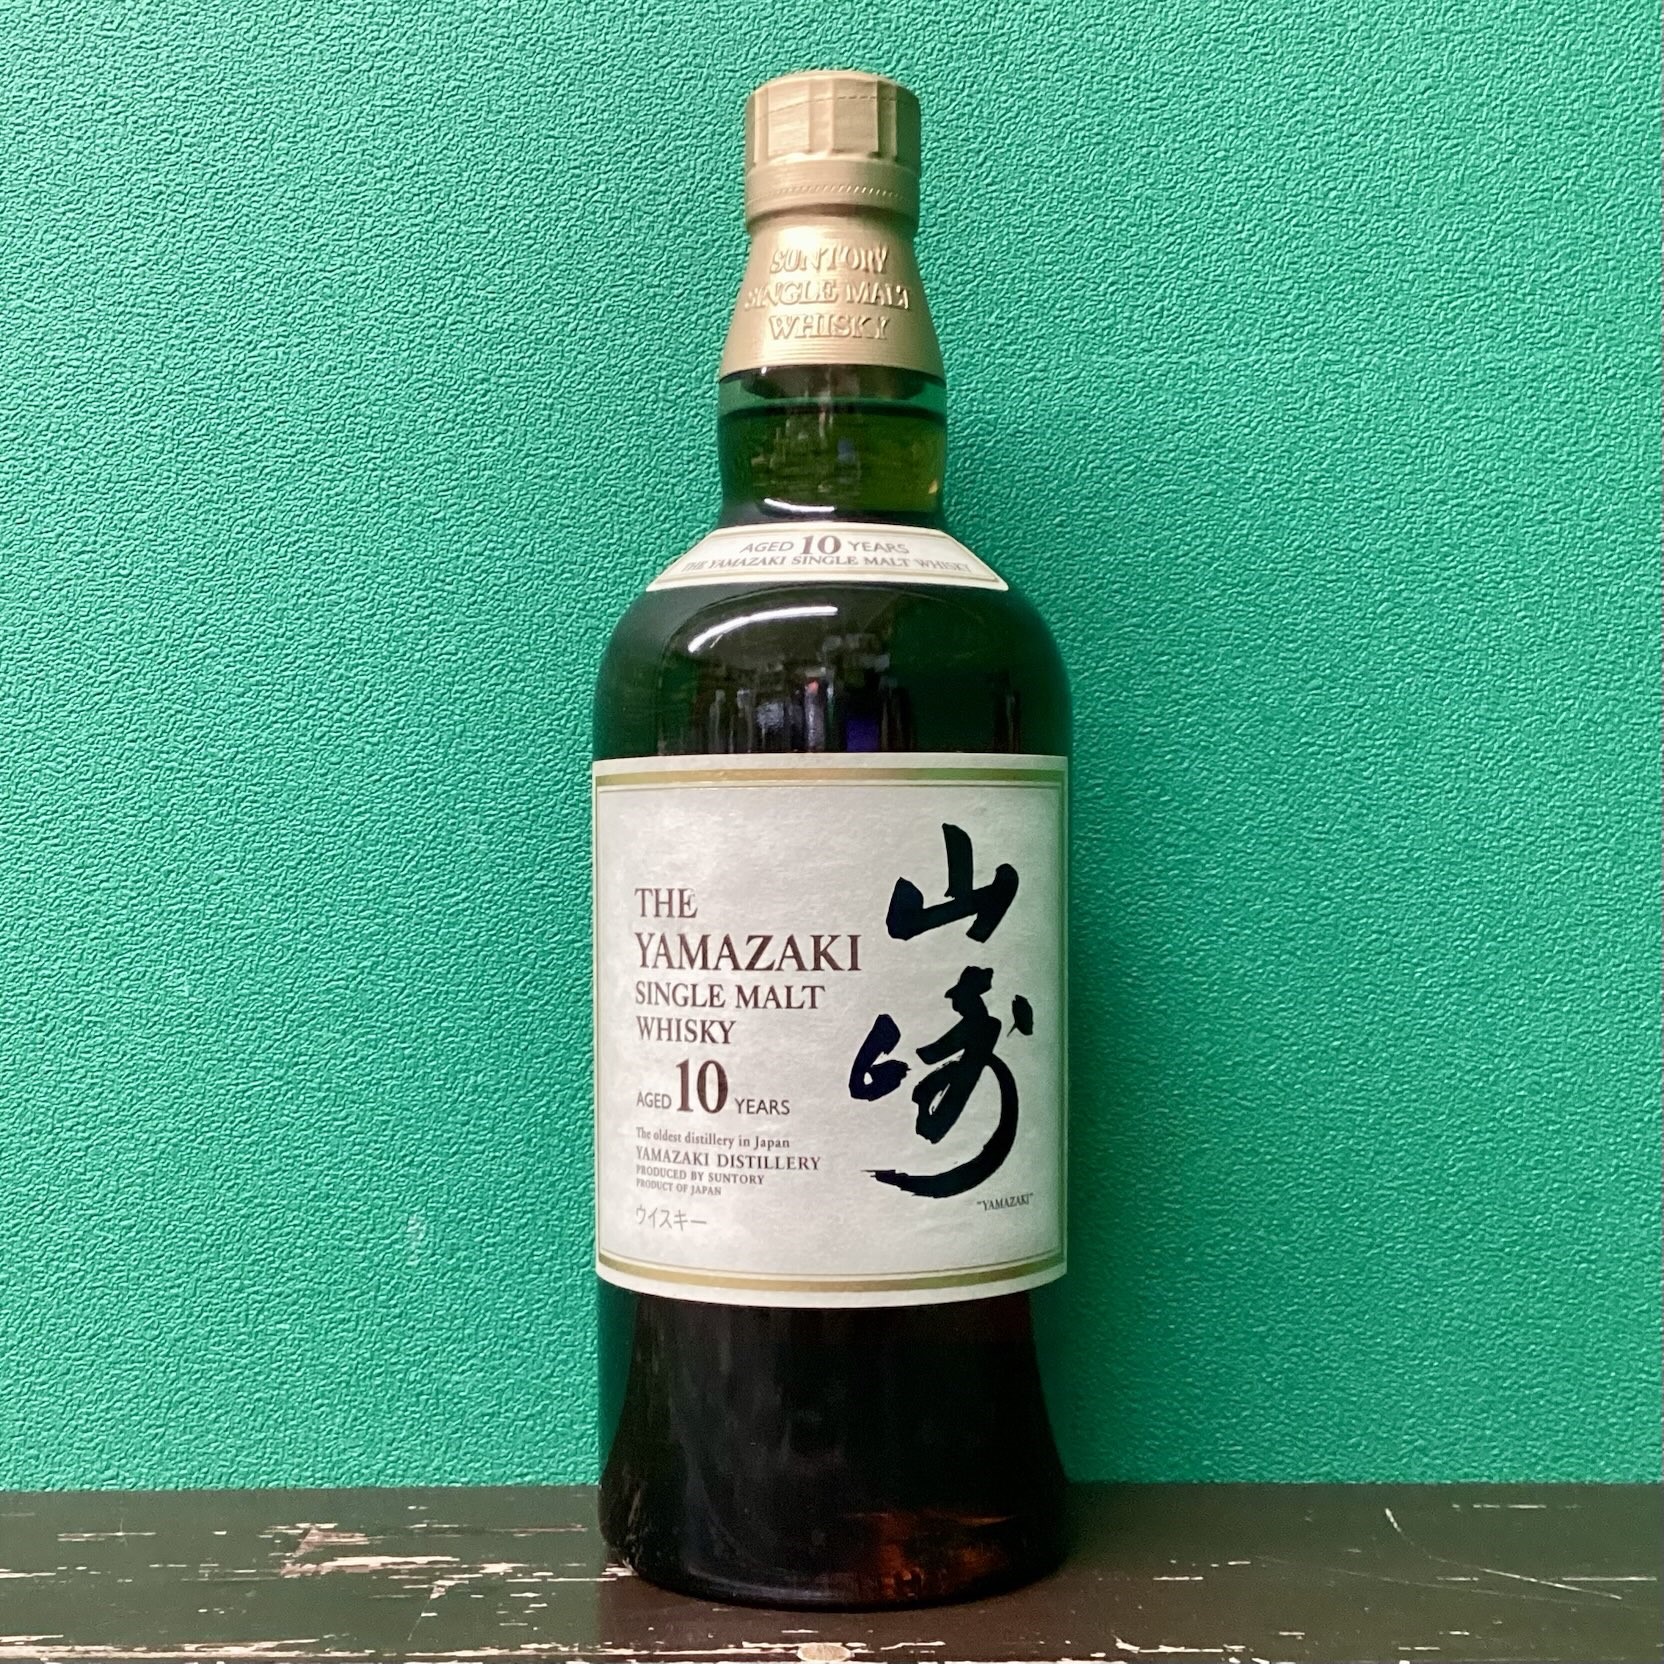 SUNTORY
SINGLE MALT
WHISKY
AGED 10 YEARS
THE YAMAZAKI SINGLE MALT WHISKY
THE
YAMAZAKI
SINGLE MALT
WHISKY
AGED 10 YEARS
The oldest distillery in Japan
YAMAZAKI DISTILLERY
PRODUCED BY SUNTORY
PRODUCT OF JAPAN
ウイスキー
山崎
"YAMAZAKI"